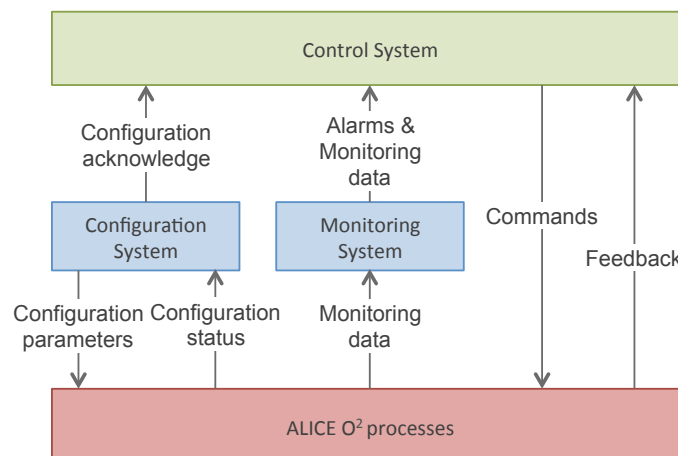 Control System
Configuration
acknowledge
Alarms &
Monitoring
data
Commands
Feedback
Configuration
System
Monitoring
System
Configuration
parameters
Configuration
status
Monitoring
data
ALICE O² processes